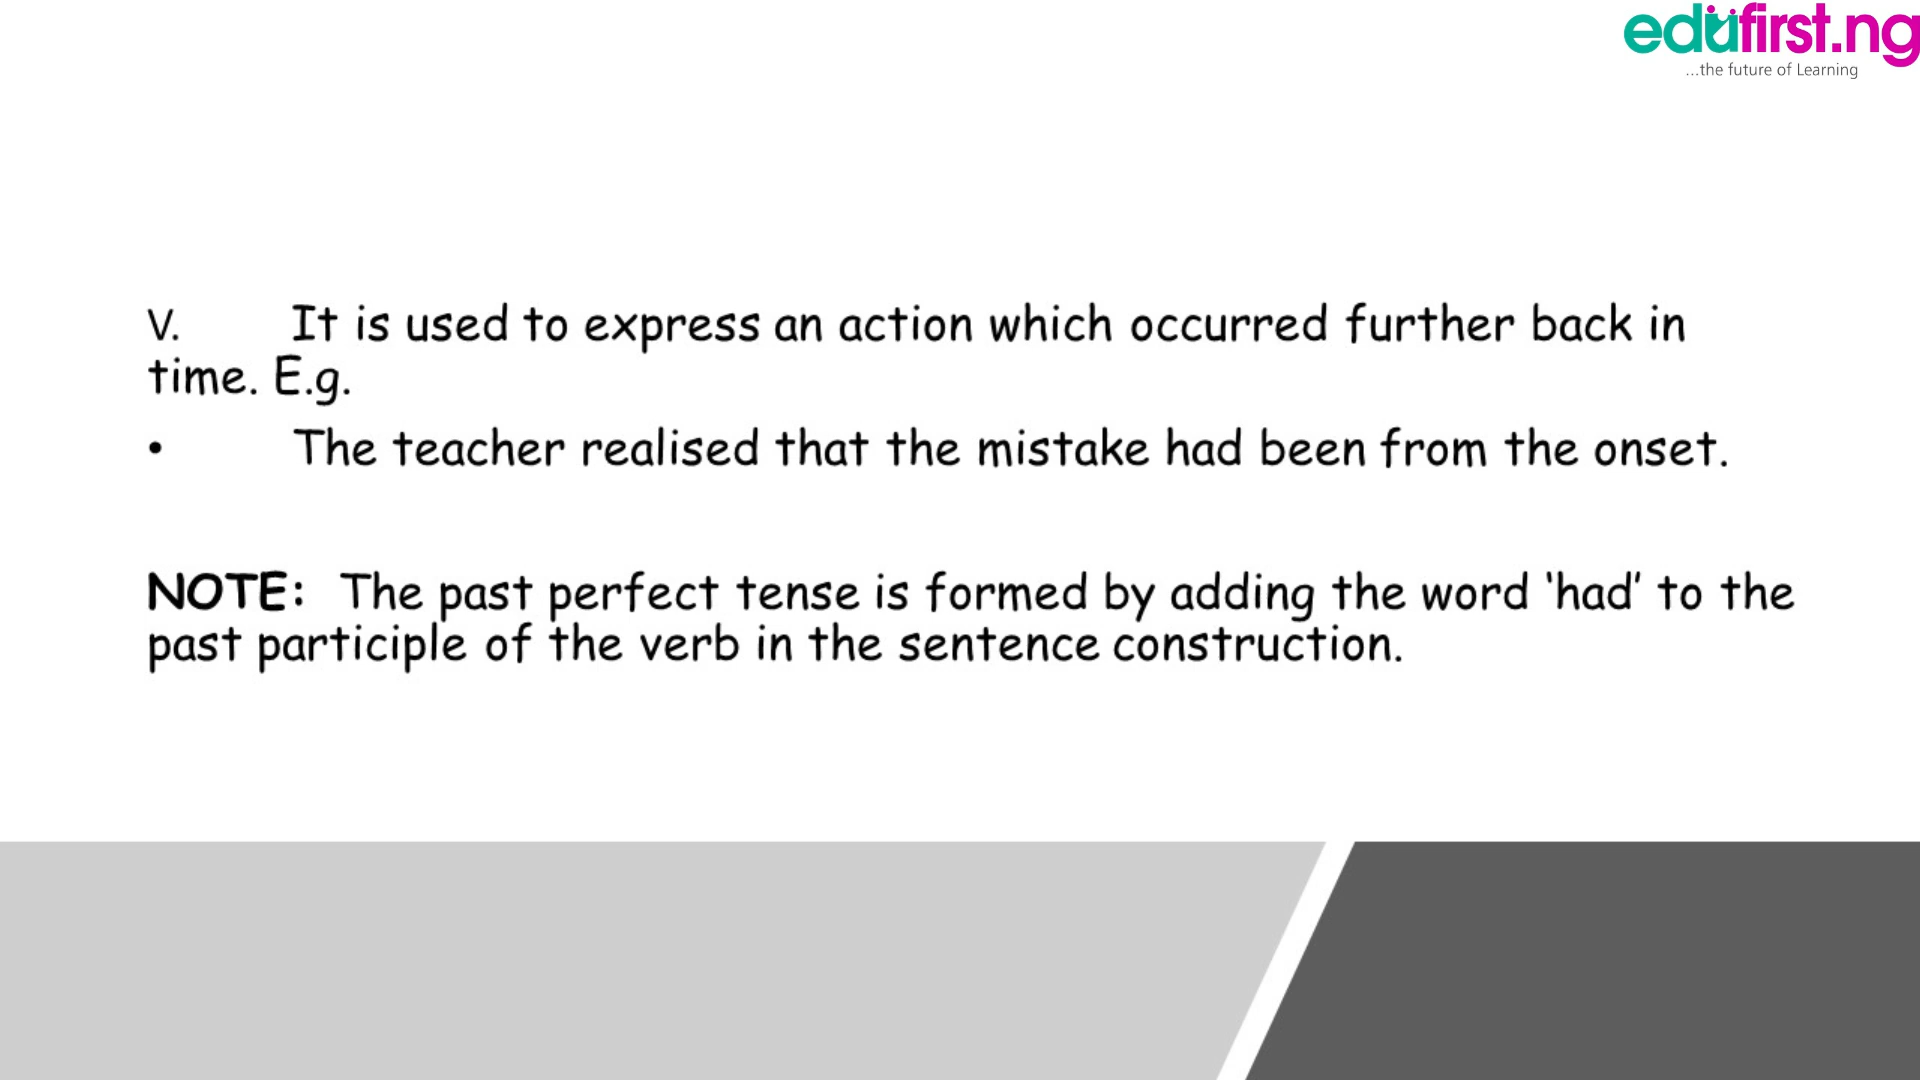 edufirst.ng
...the future of Learning
V. It is used to express an action which occurred further back in
time. E.g.
• The teacher realised that the mistake had been from the onset.
NOTE: The past perfect tense is formed by adding the word ‘had’ to the
past participle of the verb in the sentence construction.